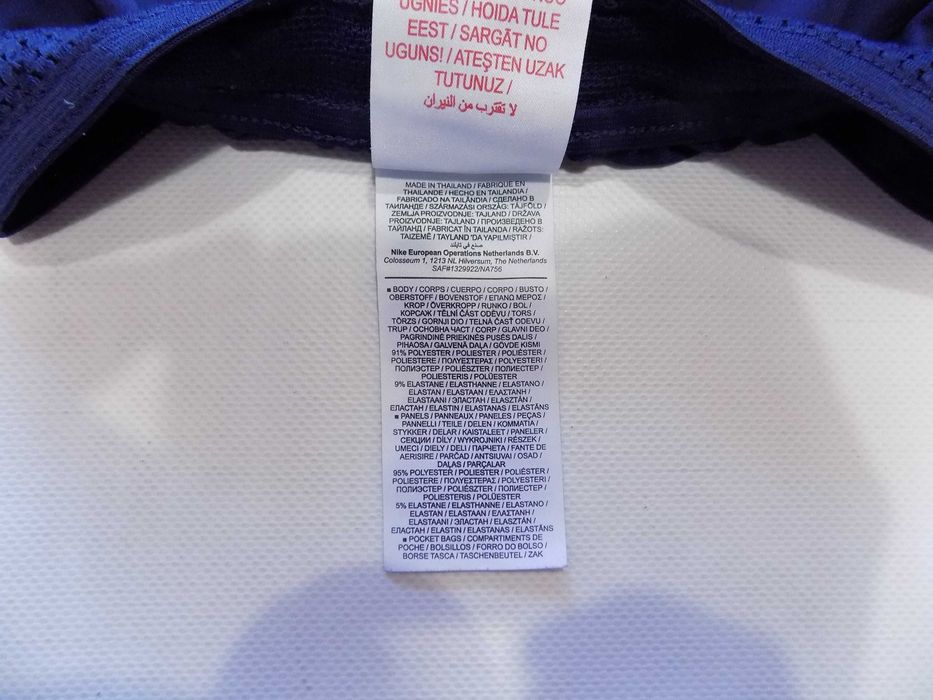 UGNIES / HOIDA TULE
EEST / SARGĀT NO
UGUNS! / ATEŞTEN UZAK
TUTUNUZ /
لا تقترب من النيران
MADE IN THAILAND / FABRIQUE EN
THAILANDE / HECHO EN TAILANDIA /
FABRICADO NA TAILÂNDIA / СДЕЛАНО В
ТАИЛАНДЕ / SZÁRMAZÁSI ORSZÁG: TÁJFÖLD /
ZEMLJA PROIZVODNJE: TAJLAND / DRŽAVA
PROIZVODNJE: TAJLAND / ПРОИЗВЕДЕНО В
ТАЙЛАНД / FABRICAT ÎN TAILANDA / RAŽOTS:
TAIZEMĒ / TAYLAND 'DA YAPILMIŞTIR /
صنع في تايلند
Nike European Operations Netherlands B.V.
Colosseum 1, 1213 NL Hilversum, The Netherlands
SAF#1329922/NA756
■ BODY / CORPS / CUERPO / CORPO / BUSTO /
OBERSTOFF / BOVENSTOF / ΕΠΑΝΩ ΜΕΡΟΣ /
KROP / ÖVERKROPP / RUNKO / BOL /
КОРСАЖ / TĚLNÍ ČÁST ODĚVU / TORS /
TÖRZS / GORNJI DIO / TELNÁ ČASŤ ODEVU /
TRUP / ОСНОВНА ЧАСТ / CORP / GLAVNI DEO /
PAGRINDINĖ PRIEKINĖS PUSĖS DALIS /
PIHAOSA / GALVENĀ DAĻA / GÖVDE KISMI
91% POLYESTER / POLIESTER / POLIÉSTER /
POLIESTERE / ΠΟΛΥΕΣΤΕΡΑΣ / POLYESTERI /
ПОЛИЭСТЕР / POLIÉSZTER / ПОЛИЕСТЕР /
POLIESTERIS / POLÜESTER
9% ELASTANE / ELASTHANNE / ELASTANO /
ELASTAN / ELASTAAN / ΕΛΑΣΤΑΝΗ /
ELASTAANI / ЭЛАСТАН / ELASZTÁN /
ЕЛАСТАН / ELASTIN / ELASTANAS / ELASTĀNS
■ PANELS / PANNEAUX / PANELES / PEÇAS /
PANNELLI / TEILE / DELEN / ΚΟΜΜΑΤΙΑ /
STYKKER / DELAR / KAISTALEET / PANELER /
СЕКЦИИ / DÍLY / WYKROJNIKI / RÉSZEK /
UMECI / DIELY / DELI / ПАРЧЕТА / FANTE DE
AERISIRE / PARČAD / ANTSIUVAI / OSAD /
DAĻAS / PARÇALAR
95% POLYESTER / POLIESTER / POLIÉSTER /
POLIESTERE / ΠΟΛΥΕΣΤΕΡΑΣ / POLYESTERI /
ПОЛИЭСТЕР / POLIÉSZTER / ПОЛИЕСТЕР /
POLIESTERIS / POLÜESTER
5% ELASTANE / ELASTHANNE / ELASTANO /
ELASTAN / ELASTAAN / ΕΛΑΣΤΑΝΗ /
ELASTAANI / ЭЛАСТАН / ELASZTÁN /
ЕЛАСТАН / ELASTIN / ELASTANAS / ELASTĀNS
■ POCKET BAGS / COMPARTIMENTS DE
POCHE / BOLSILLOS / FORRO DO BOLSO /
BORSE TASCA / TASCHENBEUTEL / ZAK